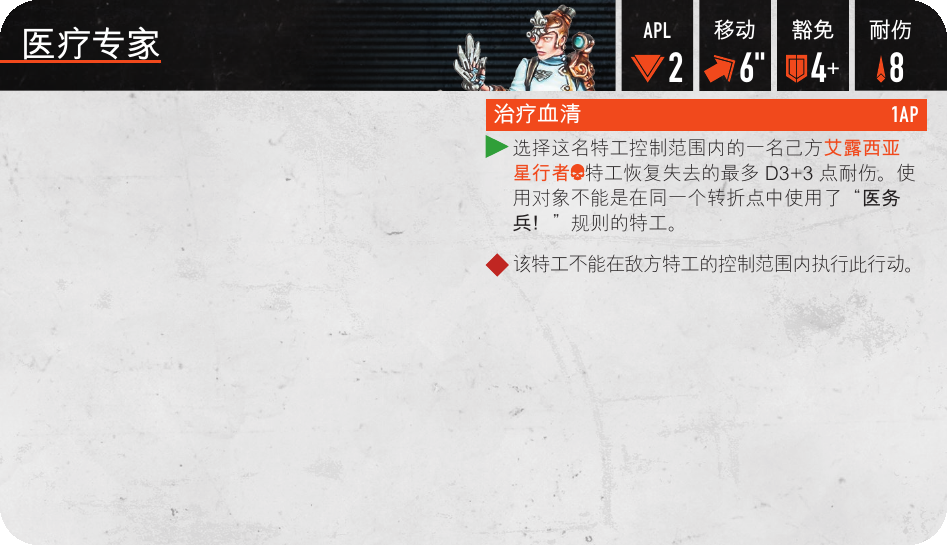 医疗专家
APL 移动 豁免 耐伤
2 6" 4+ 8
治疗血清 1AP
选择这名特工控制范围内的一名己方艾露西亚
星行者特工恢复失去的最多 D3+3 点耐伤。使
用对象不能是在同一个转折点中使用了“医务
兵！”规则的特工。
该特工不能在敌方特工的控制范围内执行此行动。